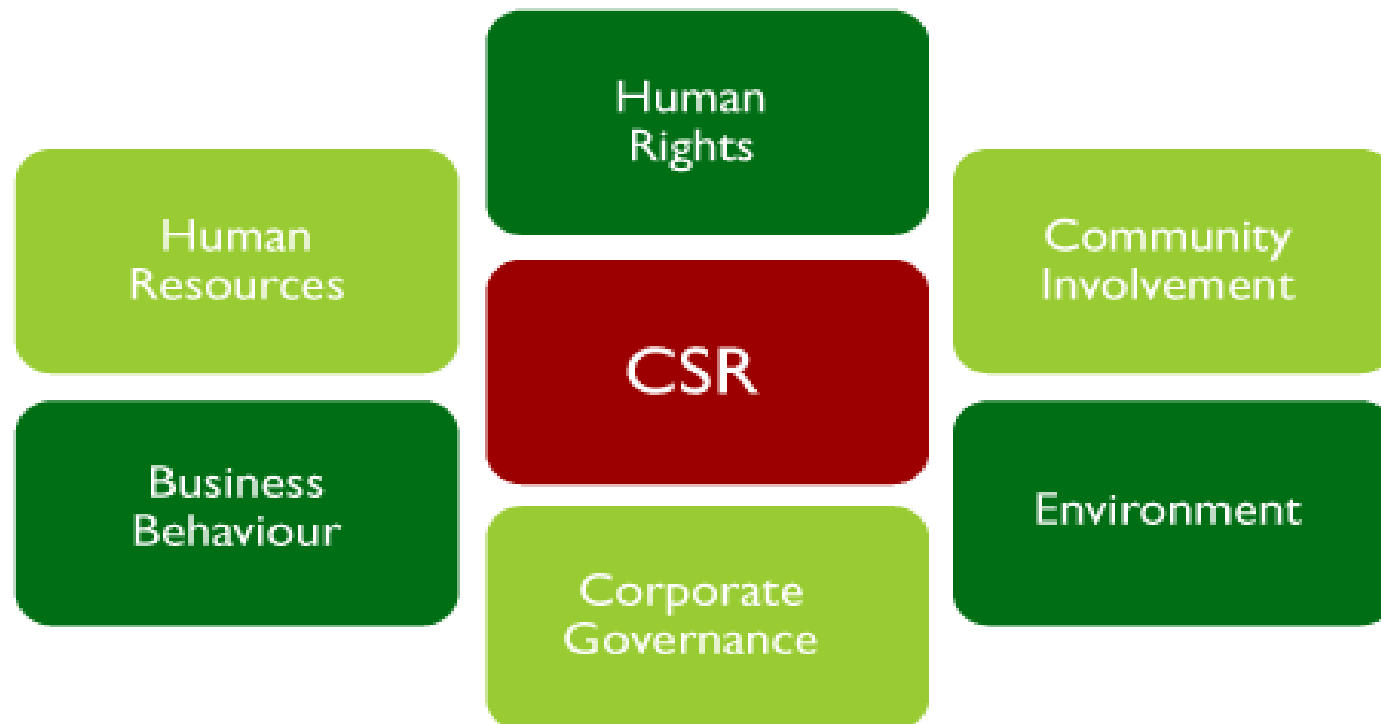 Human
Rights
Human
Resources
Community
Involvement
CSR
Business
Behaviour
Environment
Corporate
Governance